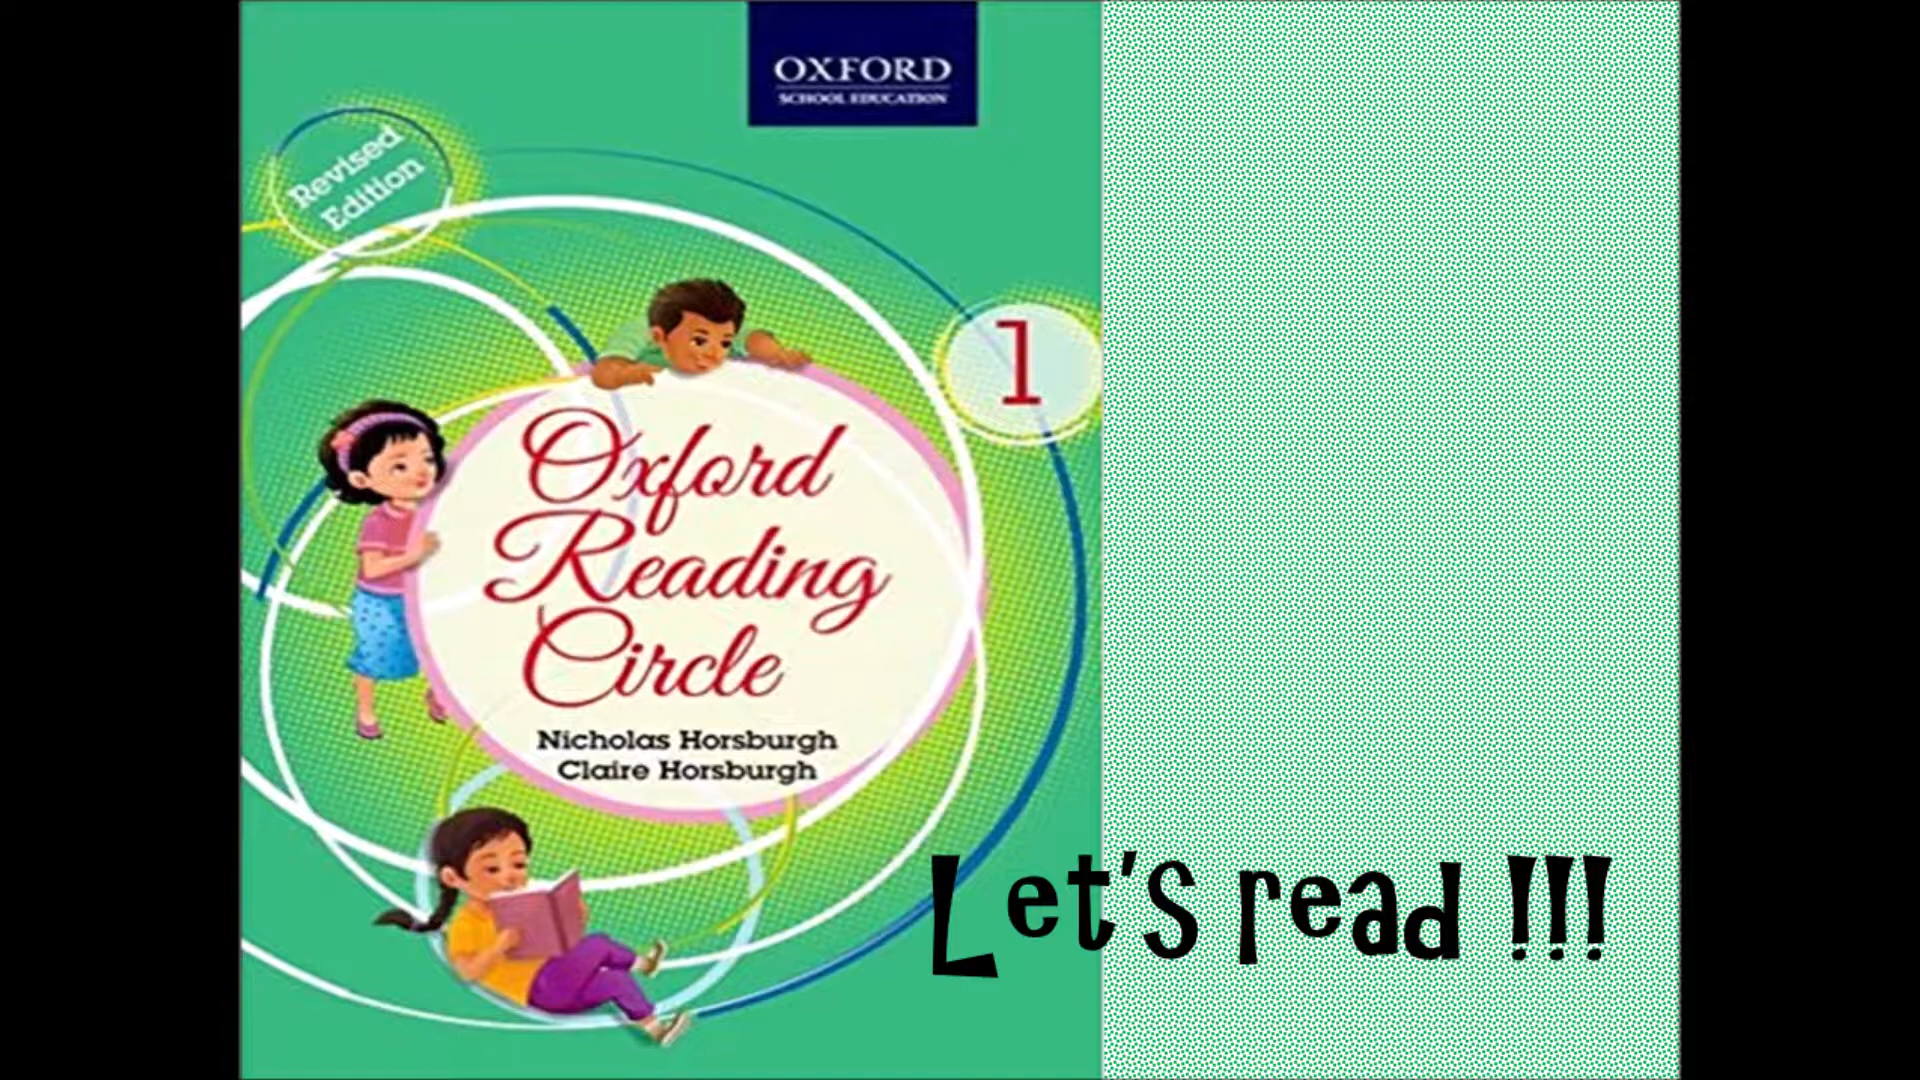 OXFORD
SCHOOL EDUCATION
Revised
Edition
1
Oxford
Reading
Circle
Nicholas Horsburgh
Claire Horsburgh
Let's read !!!